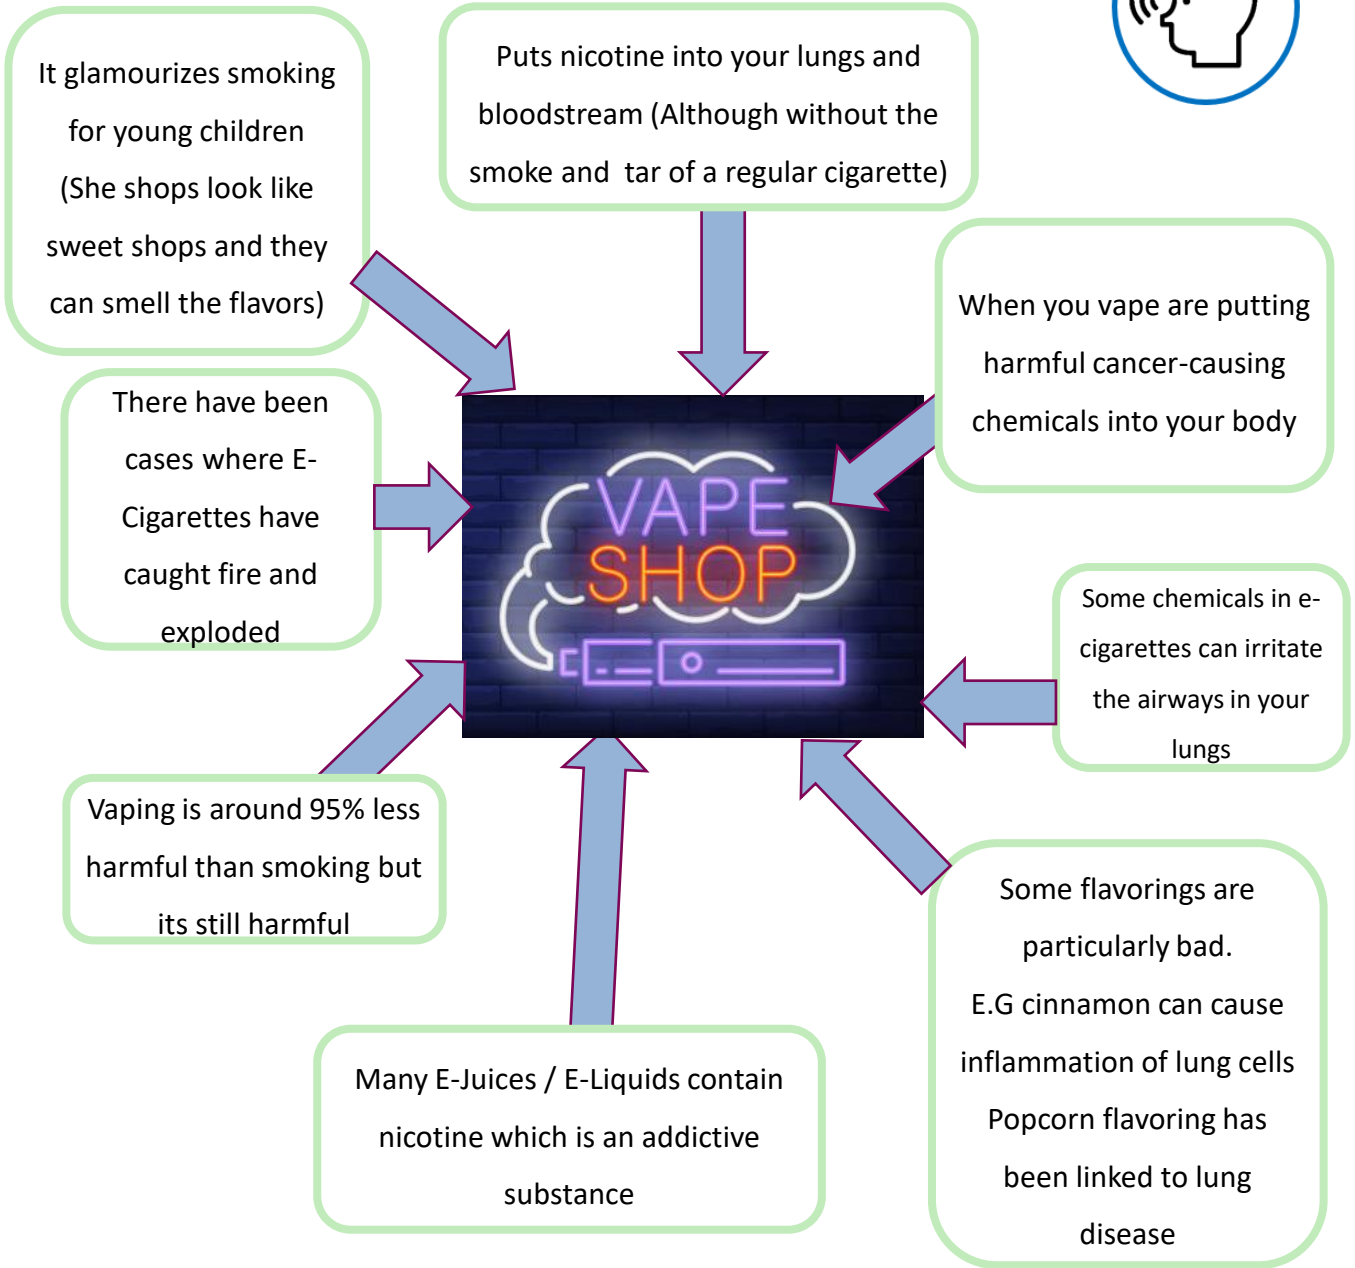 It glamourizes smoking
for young children
(She shops look like
sweet shops and they
can smell the flavors)
Puts nicotine into your lungs and
bloodstream (Although without the
smoke and  tar of a regular cigarette)
When you vape are putting
harmful cancer-causing
chemicals into your body
There have been
cases where E-
Cigarettes have
caught fire and
exploded
VAPE
SHOP
Some chemicals in e-
cigarettes can irritate
the airways in your
lungs
Vaping is around 95% less
harmful than smoking but
its still harmful
Some flavorings are
particularly bad.
E.G cinnamon can cause
inflammation of lung cells
Popcorn flavoring has
been linked to lung
disease
Many E-Juices / E-Liquids contain
nicotine which is an addictive
substance